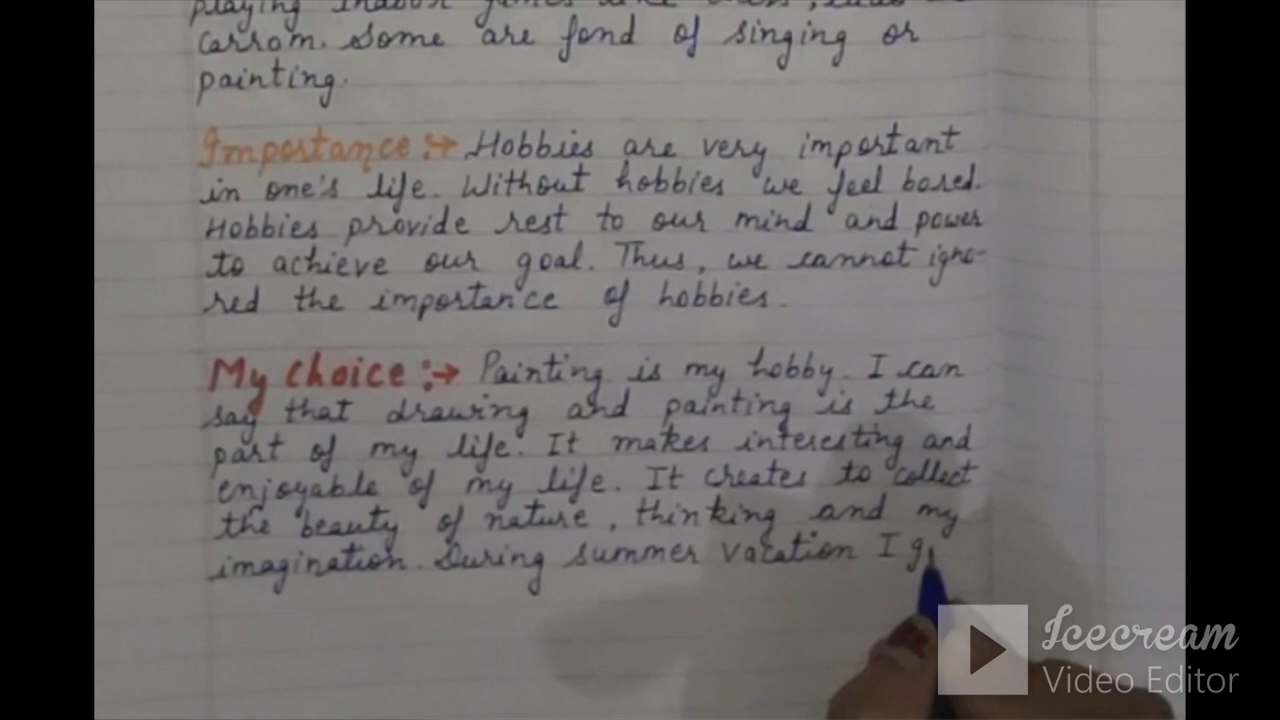 playing Indoor games like
carrom. Some are fond of singing or
painting.
Importance :→ Hobbies are very important
in one's life. Without hobbies we feel bored.
Hobbies provide rest to our mind and power
to achieve our goal. Thus, we cannot igno-
red the importance of hobbies.
My choice :→ Painting is my hobby. I can
say that drawing and painting is the
part of my life. It makes interesting and
enjoyable of my life. It creates to collect
the beauty of nature, thinking and my
imagination. During summer vacation I g
Icecream
Video Editor